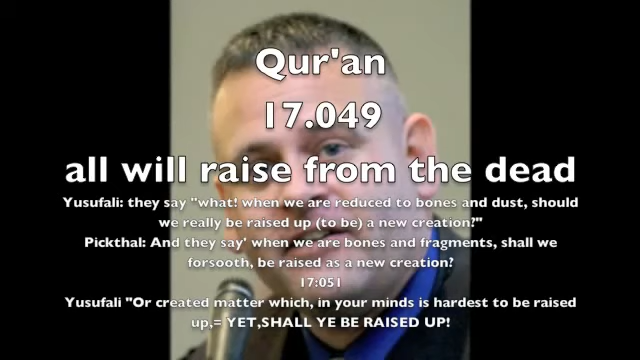 Qur'an
17.049
all will raise from the dead
Yusufali: they say "what! when we are reduced to bones and dust, should
we really be raised up (to be) a new creation?"
Pickthal: And they say' when we are bones and fragments, shall we
forsooth, be raised as a new creation?
17:051
Yusufali "Or created matter which, in your minds is hardest to be raised
up,= YET,SHALL YE BE RAISED UP!